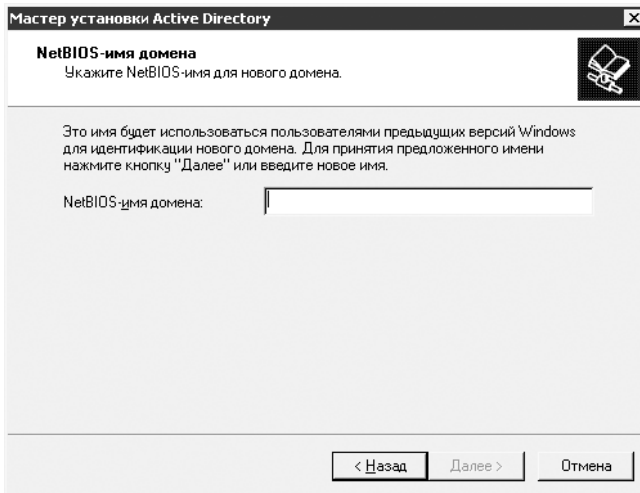 Мастер установки Active Directory
NetBIOS-имя домена
Укажите NetBIOS-имя для нового домена.
Это имя будет использоваться пользователями предыдущих версий Windows
для идентификации нового домена. Для принятия предложенного имени
нажмите кнопку "Далее" или введите новое имя.
NetBIOS-имя домена:
< Назад Далее > Отмена